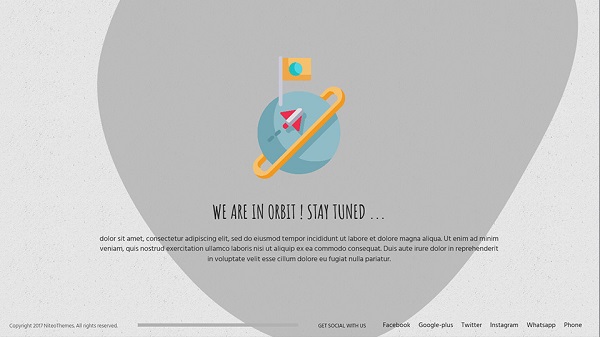 WE ARE IN ORBIT ! STAY TUNED ...
dolor sit amet, consectetur adipiscing elit, sed do eiusmod tempor incididunt ut labore et dolore magna aliqua. Ut enim ad minim
veniam, quis nostrud exercitation ullamco laboris nisi ut aliquip ex ea commodo consequat. Duis aute irure dolor in reprehenderit
in voluptate velit esse cillum dolore eu fugiat nulla pariatur.
Copyright 2017 NiteoThemes. All rights reserved. GET SOCIAL WITH US Facebook Google-plus Twitter Instagram Whatsapp Phone